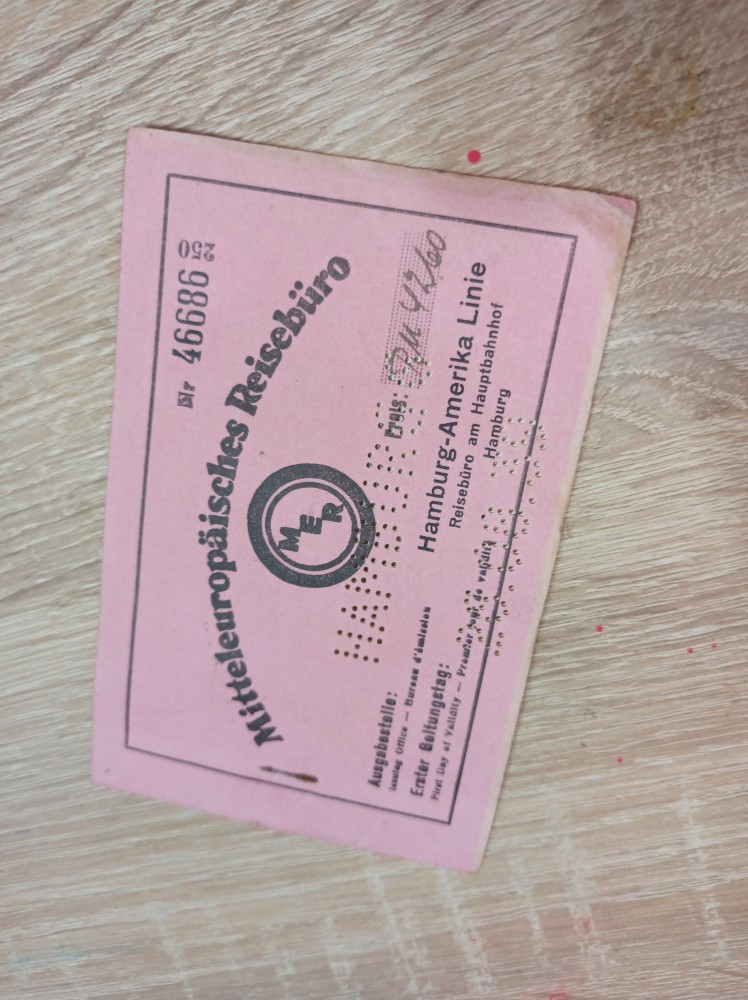 Nr 46686 250
Mitteleuropäisches Reisebüro
MER
HAMBURG
Preis: RM 42,60
Hamburg-Amerika Linie
Reisebüro am Hauptbahnhof
Hamburg
Ausgabestelle:
Issuing Office — Bureau d'émission
Erster Geltungstag:
First Day of Validity — Premier jour de validité